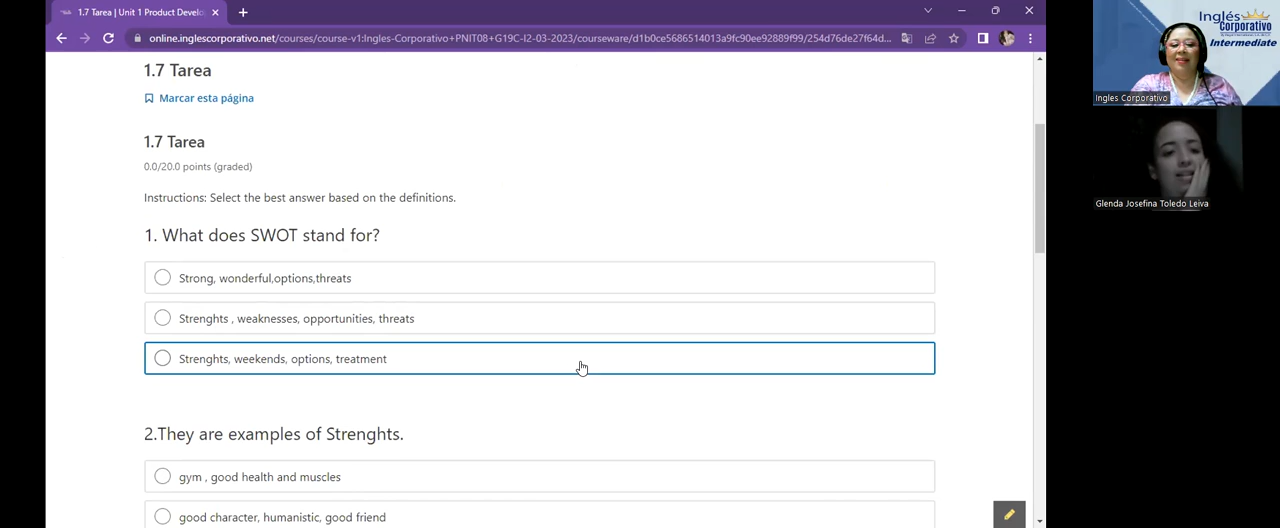 1.7 Tarea | Unit 1 Product Devel
online.inglescorporativo.net/courses/course-v1:Ingles-Corporativo+PNIT08+G19C-I2-03-2023/courseware/d1b0ce5686514013a9fc90ee92889f99/254d76de27f64d...
1.7 Tarea
Marcar esta página
1.7 Tarea
0.0/20.0 points (graded)
Instructions: Select the best answer based on the definitions.
1. What does SWOT stand for?
Strong, wonderful,options,threats
Strenghts , weaknesses, opportunities, threats
Strenghts, weekends, options, treatment
2.They are examples of Strenghts.
gym , good health and muscles
good character, humanistic, good friend
Inglés
Corporativo
Intermediate
Ingles Corporativo
Glenda Josefina Toledo Leiva